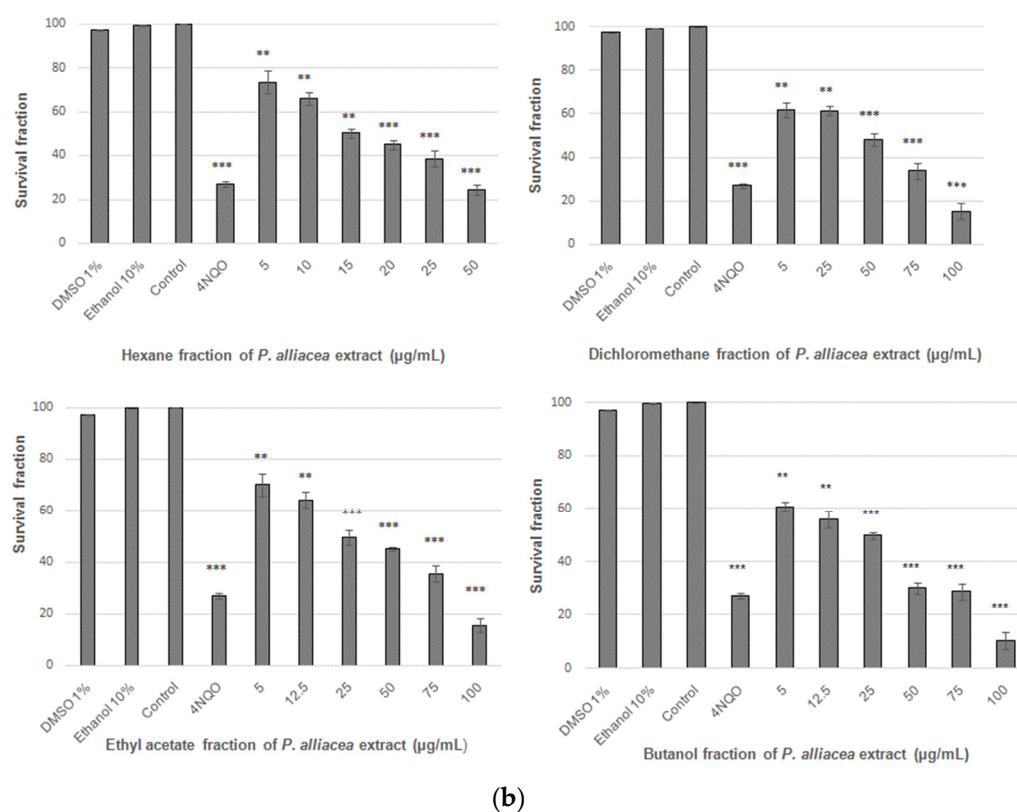 100
80
60
40
20
0
Survival fraction
**
**
**
***
***
***
***
DMSO 1%
Ethanol 10%
Control
4NQO
5
10
15
20
25
50
Hexane fraction of P. alliacea extract (µg/mL)
100
80
60
40
20
0
Survival fraction
***
**
**
***
***
***
DMSO 1%
Ethanol 10%
Control
4NQO
5
25
50
75
100
Dichloromethane fraction of P. alliacea extract (µg/mL)
100
80
60
40
20
0
Survival fraction
***
**
**
***
***
***
***
DMSO 1%
Ethanol 10%
Control
4NQO
5
12.5
25
50
75
100
Ethyl acetate fraction of P. alliacea extract (µg/mL)
100
80
60
40
20
0
Survival fraction
***
**
**
***
***
***
***
DMSO 1%
Ethanol 10%
Control
4NQO
5
12.5
25
50
75
100
Butanol fraction of P. alliacea extract (µg/mL)
(b)